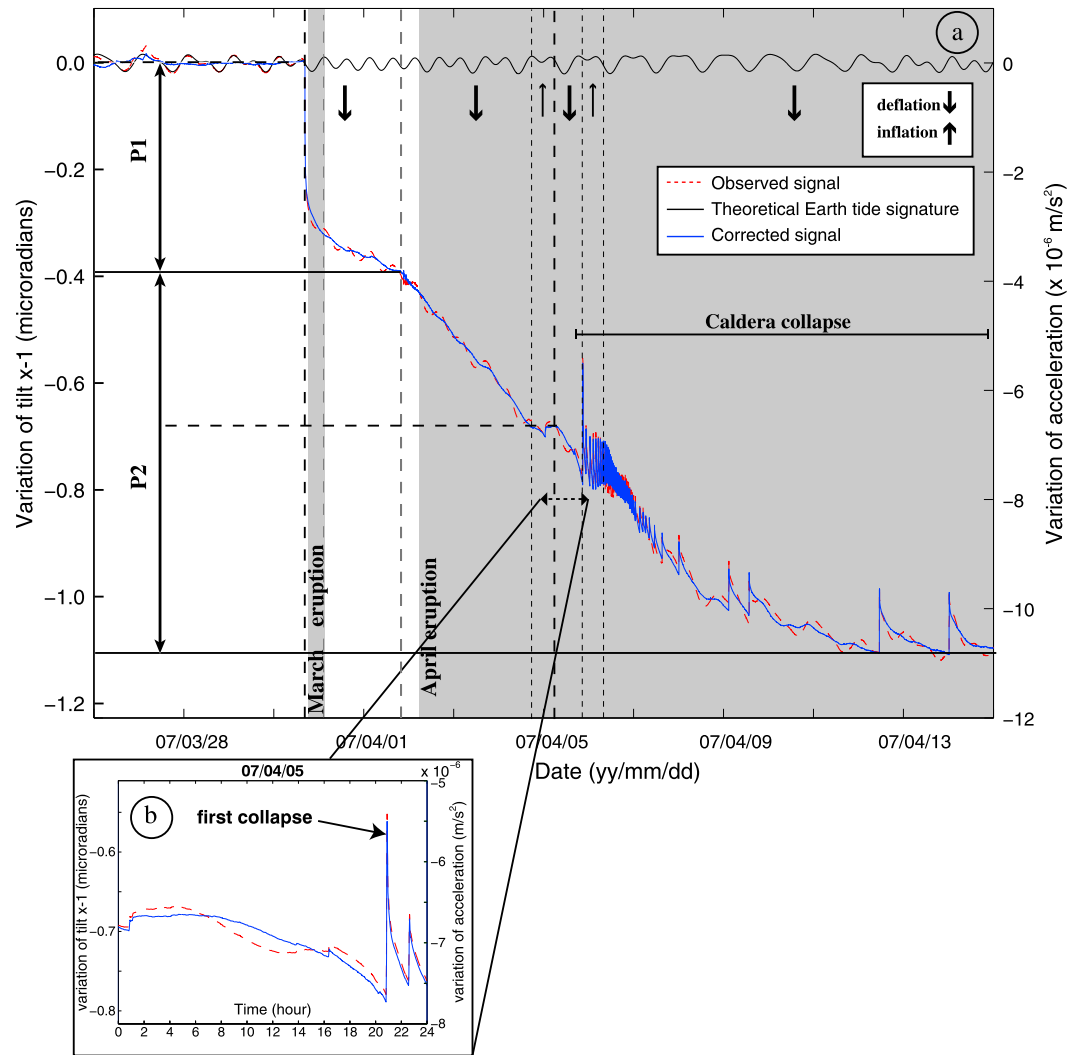 a
0.0
−0.2
−0.4
−0.6
−0.8
−1.0
−1.2
Variation of tilt x-1 (microradians)
P1
P2
0
−2
−4
−6
−8
−10
−12
Variation of acceleration (x 10⁻⁶ m/s²)
deflation
inflation
Observed signal
Theoretical Earth tide signature
Corrected signal
Caldera collapse
March eruption
April eruption
07/03/28
07/04/01
07/04/05
07/04/09
07/04/13
Date (yy/mm/dd)
07/04/05
x 10⁻⁶
b
first collapse
−0.6
−0.7
−0.8
variation of tilt x-1 (microradians)
−5
−6
−7
−8
variation of acceleration (m/s²)
Time (hour)
0 2 4 6 8 10 12 14 16 18 20 21 22 24